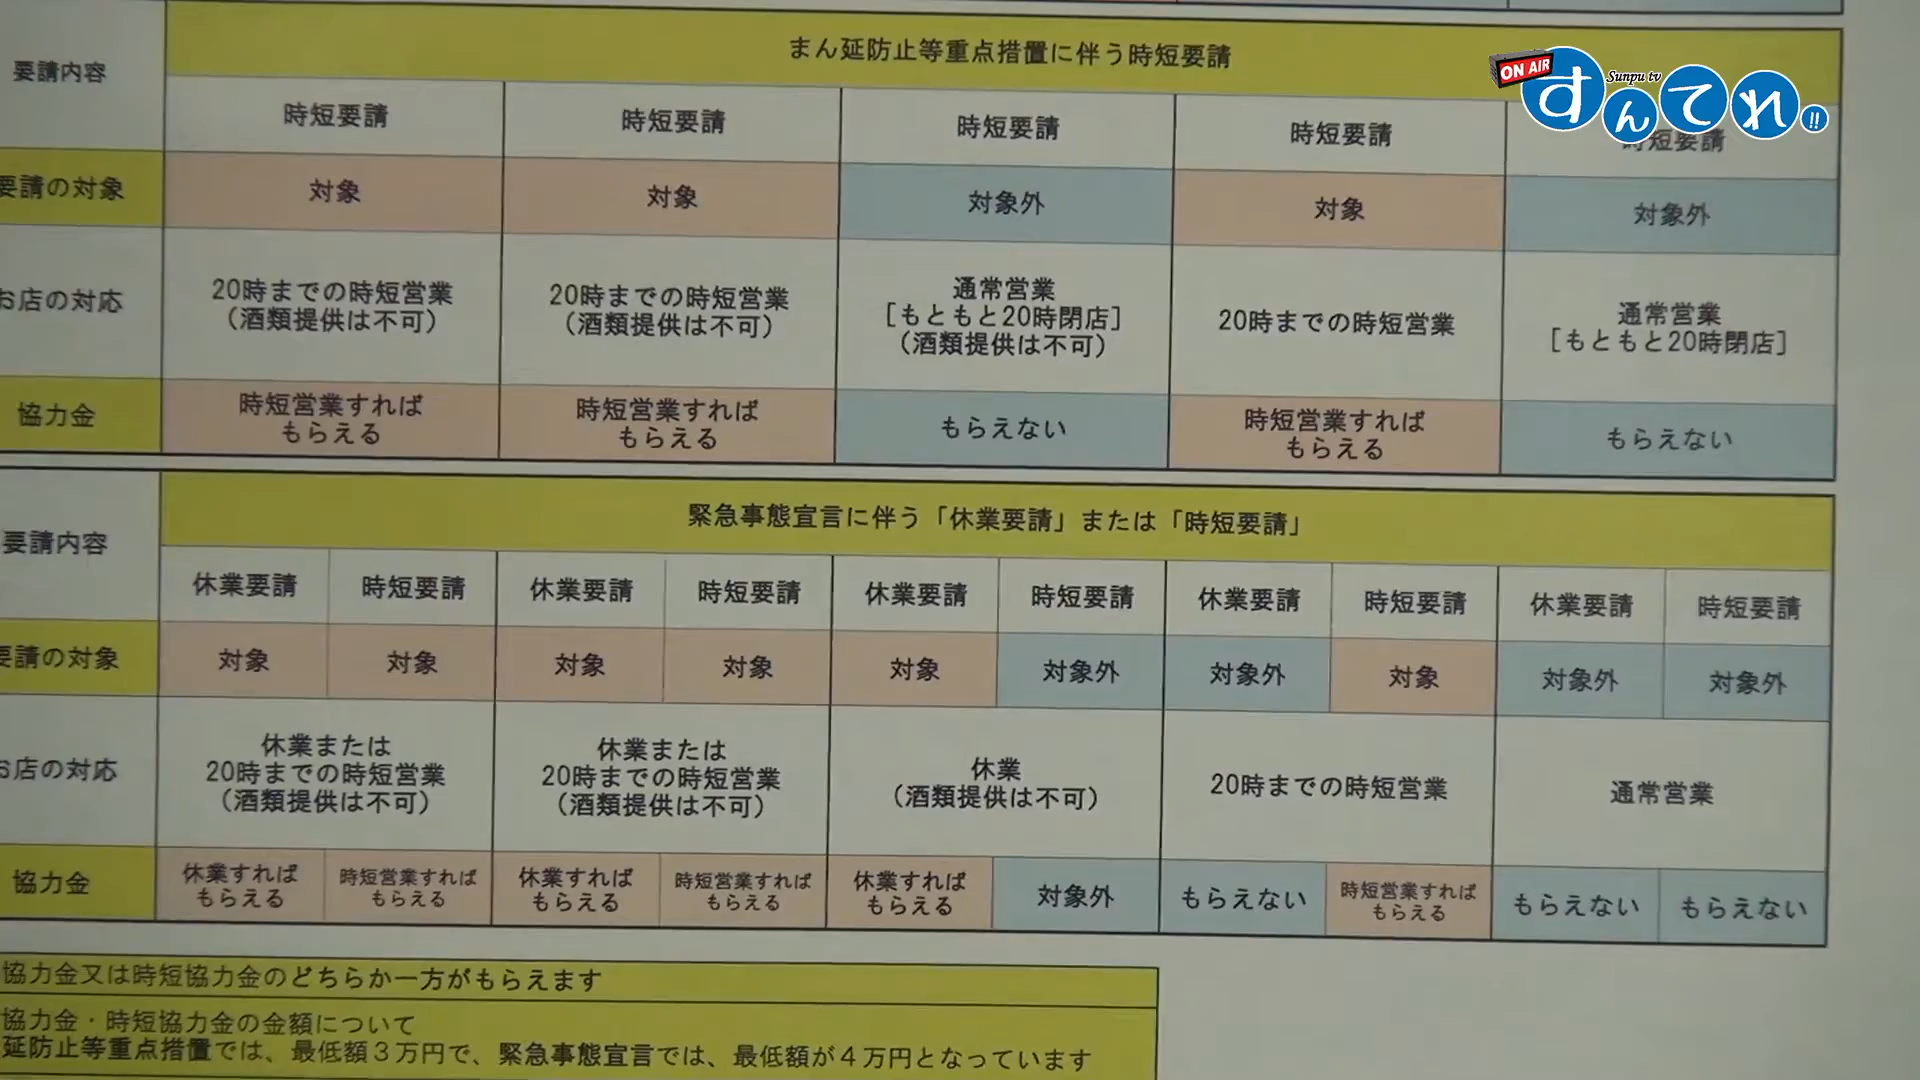 まん延防止等重点措置に伴う時短要請
要請内容
時短要請
時短要請
時短要請
時短要請
時短要請
要請の対象
対象
対象
対象外
対象
対象外
お店の対応
20時までの時短営業
(酒類提供は不可)
20時までの時短営業
(酒類提供は不可)
通常営業
[もともと20時閉店]
(酒類提供は不可)
20時までの時短営業
通常営業
[もともと20時閉店]
協力金
時短営業すれば
もらえる
時短営業すれば
もらえる
もらえない
時短営業すれば
もらえる
もらえない
緊急事態宣言に伴う「休業要請」または「時短要請」
要請内容
休業要請
時短要請
休業要請
時短要請
休業要請
時短要請
休業要請
時短要請
休業要請
時短要請
要請の対象
対象
対象
対象
対象
対象
対象外
対象外
対象
対象外
対象外
お店の対応
休業または
20時までの時短営業
(酒類提供は不可)
休業または
20時までの時短営業
(酒類提供は不可)
休業
(酒類提供は不可)
20時までの時短営業
通常営業
協力金
休業すれば
もらえる
時短営業すれば
もらえる
休業すれば
もらえる
時短営業すれば
もらえる
休業すれば
もらえる
対象外
もらえない
時短営業すれば
もらえる
もらえない
もらえない
協力金又は時短協力金のどちらか一方がもらえます
協力金・時短協力金の金額について
延防止等重点措置では、最低額3万円で、緊急事態宣言では、最低額が4万円となっています
ON AIR
Sunpu tv
すんてれ!!